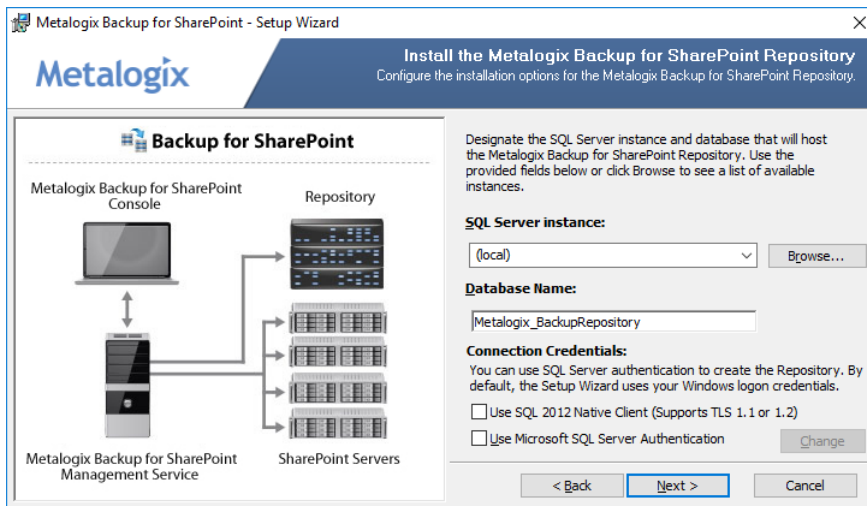 Metalogix Backup for SharePoint - Setup Wizard
Install the Metalogix Backup for SharePoint Repository
Configure the installation options for the Metalogix Backup for SharePoint Repository.
Metalogix
Backup for SharePoint
Metalogix Backup for SharePoint
Console
Repository
Metalogix Backup for SharePoint
Management Service
SharePoint Servers
Designate the SQL Server instance and database that will host
the Metalogix Backup for SharePoint Repository. Use the
provided fields below or click Browse to see a list of available
instances.
SQL Server instance:
(local)
Browse...
Database Name:
Metalogix_BackupRepository
Connection Credentials:
You can use SQL Server authentication to create the Repository. By
default, the Setup Wizard uses your Windows logon credentials.
Use SQL 2012 Native Client (Supports TLS 1.1 or 1.2)
Use Microsoft SQL Server Authentication
Change
< Back
Next >
Cancel